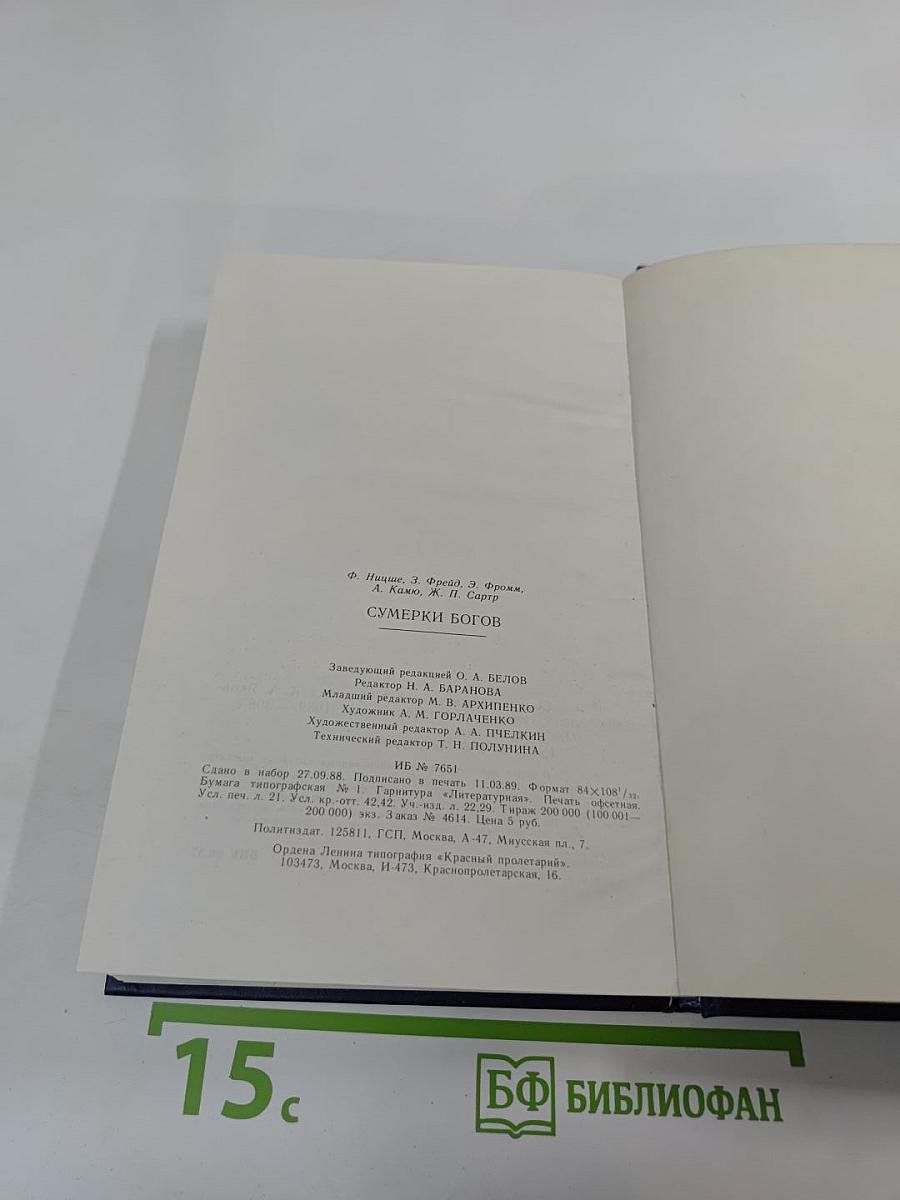 Ф. Ницше, З. Фрейд, Э. Фромм,
А. Камю, Ж. П. Сартр
СУМЕРКИ БОГОВ
Заведующий редакцией О. А. БЕЛОВ
Редактор Н. А. БАРАНОВА
Младший редактор М. В. АРХИПЕНКО
Художник А. М. ГОРЛАЧЕНКО
Художественный редактор А. А. ПЧЕЛКИН
Технический редактор Т. Н. ПОЛУНИНА
ИБ № 7651
Сдано в набор 27.09.88. Подписано в печать 11.03.89. Формат 84×108¹/₃₂.
Бумага типографская № 1. Гарнитура «Литературная». Печать офсетная.
Усл. печ. л. 21. Усл. кр.-отт. 42,42. Уч.-изд. л. 22,29. Тираж 200 000 (100 001—
200 000) экз. Заказ № 4614. Цена 5 руб.
Политиздат. 125811, ГСП, Москва, А-47, Миусская пл., 7.
Ордена Ленина типография «Красный пролетарий».
103473, Москва, И-473, Краснопролетарская, 16.
15 с
БФ БИБЛИОФАН